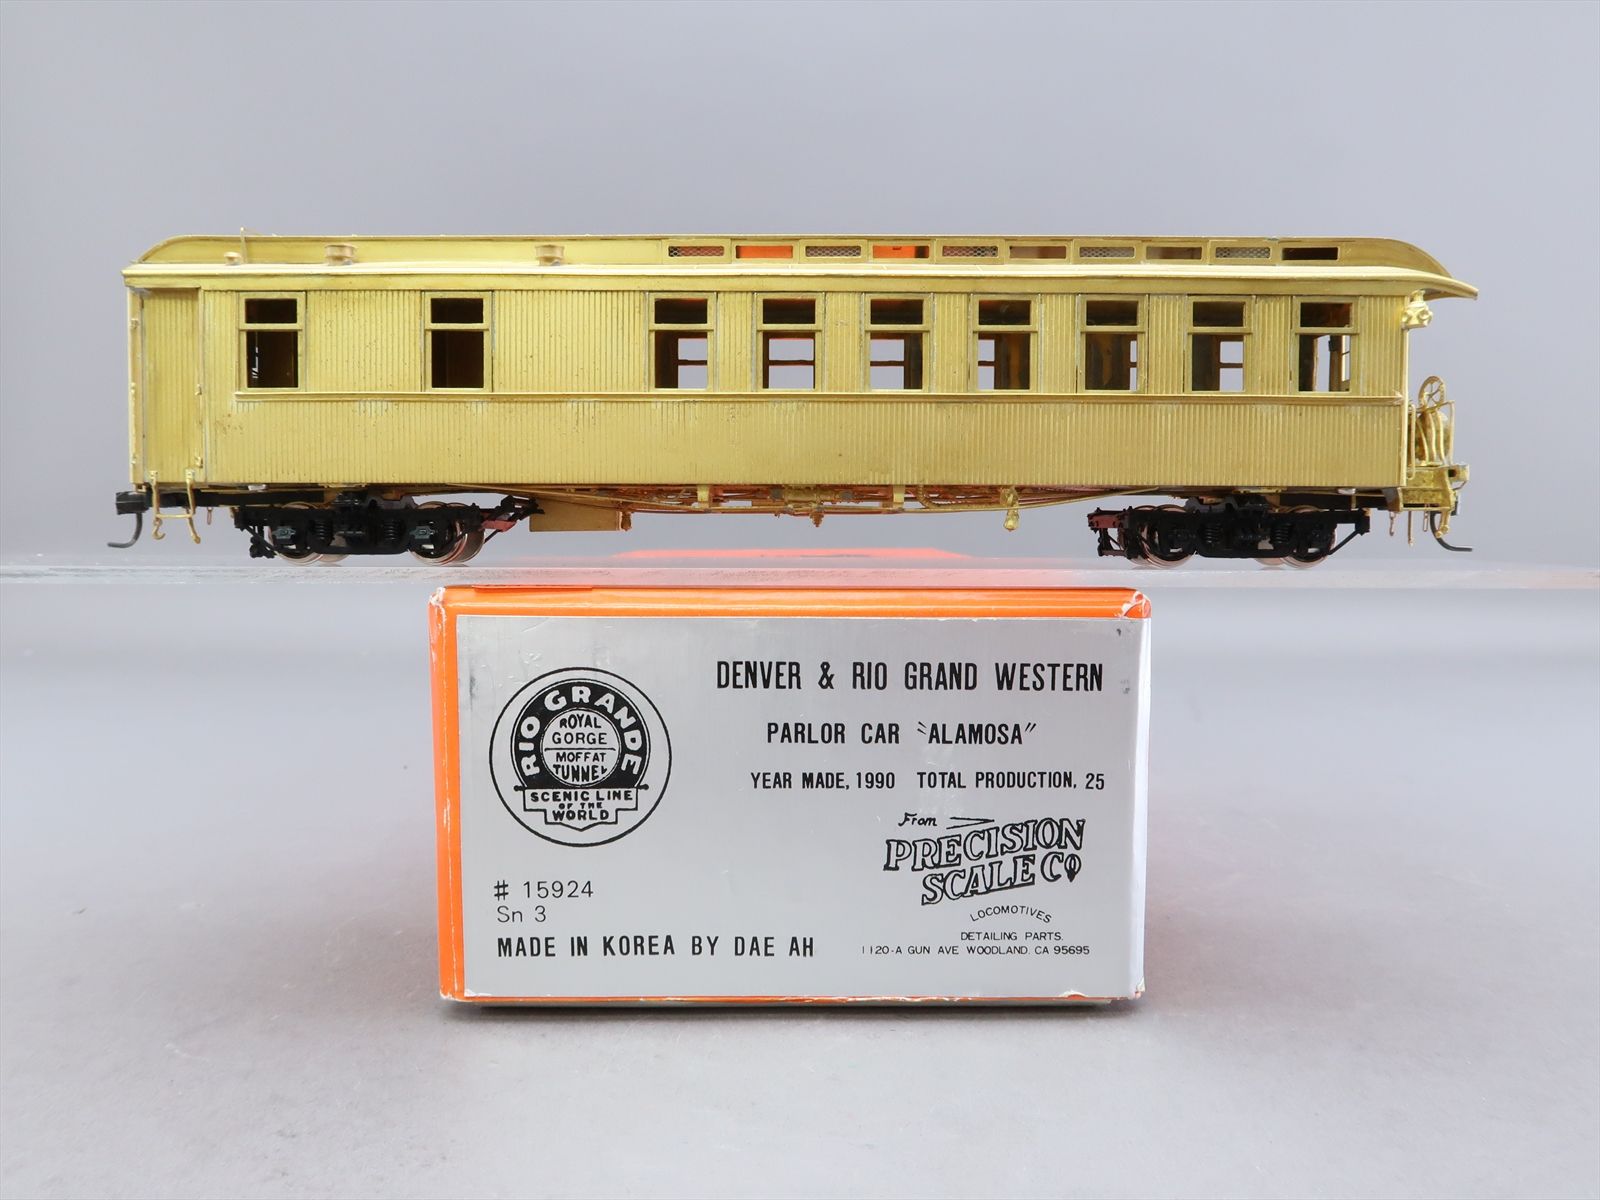 DENVER & RIO GRAND WESTERN
PARLOR CAR "ALAMOSA"
YEAR MADE, 1990 TOTAL PRODUCTION, 25
RIO GRANDE
ROYAL
GORGE
MOFFAT
TUNNEL
SCENIC LINE
OF THE
WORLD
From
PRECISION
SCALE CO
LOCOMOTIVES
DETAILING PARTS.
1120-A GUN AVE WOODLAND. CA 95695
# 15924
Sn 3
MADE IN KOREA BY DAE AH